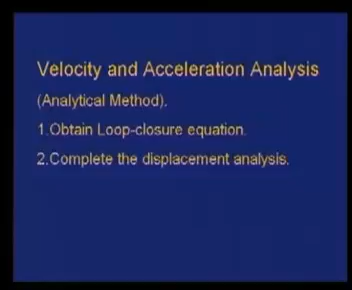 Velocity and Acceleration Analysis
(Analytical Method).
1.Obtain Loop-closure equation.
2.Complete the displacement analysis.